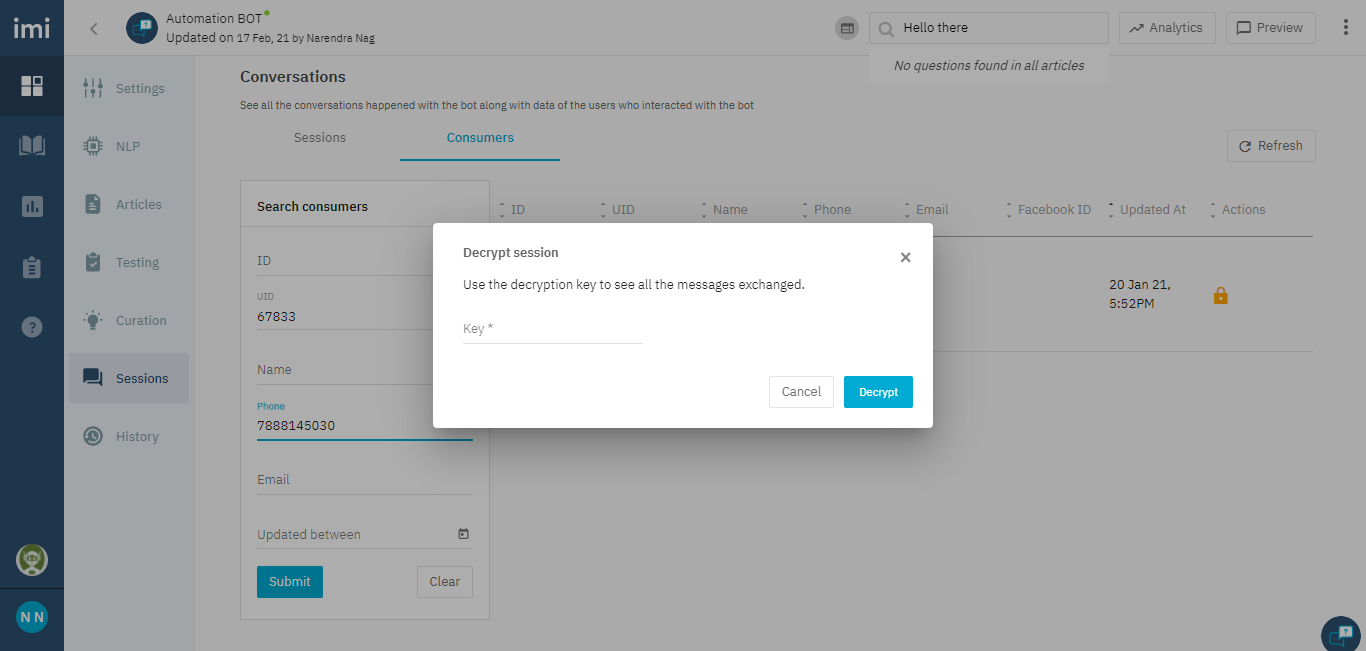 imi
Automation BOT
Updated on 17 Feb, 21 by Narendra Nag
Hello there
Analytics
Preview
No questions found in all articles
Settings
NLP
Articles
Testing
Curation
Sessions
History
N N
Conversations
See all the conversations happened with the bot along with data of the users who interacted with the bot
Sessions
Consumers
Refresh
Search consumers
ID
UID
67833
Name
Phone
7888145030
Email
Updated between
Submit
Clear
ID
UID
Name
Phone
Email
Facebook ID
Updated At
Actions
20 Jan 21,
5:52PM
Decrypt session
Use the decryption key to see all the messages exchanged.
Key *
Cancel
Decrypt